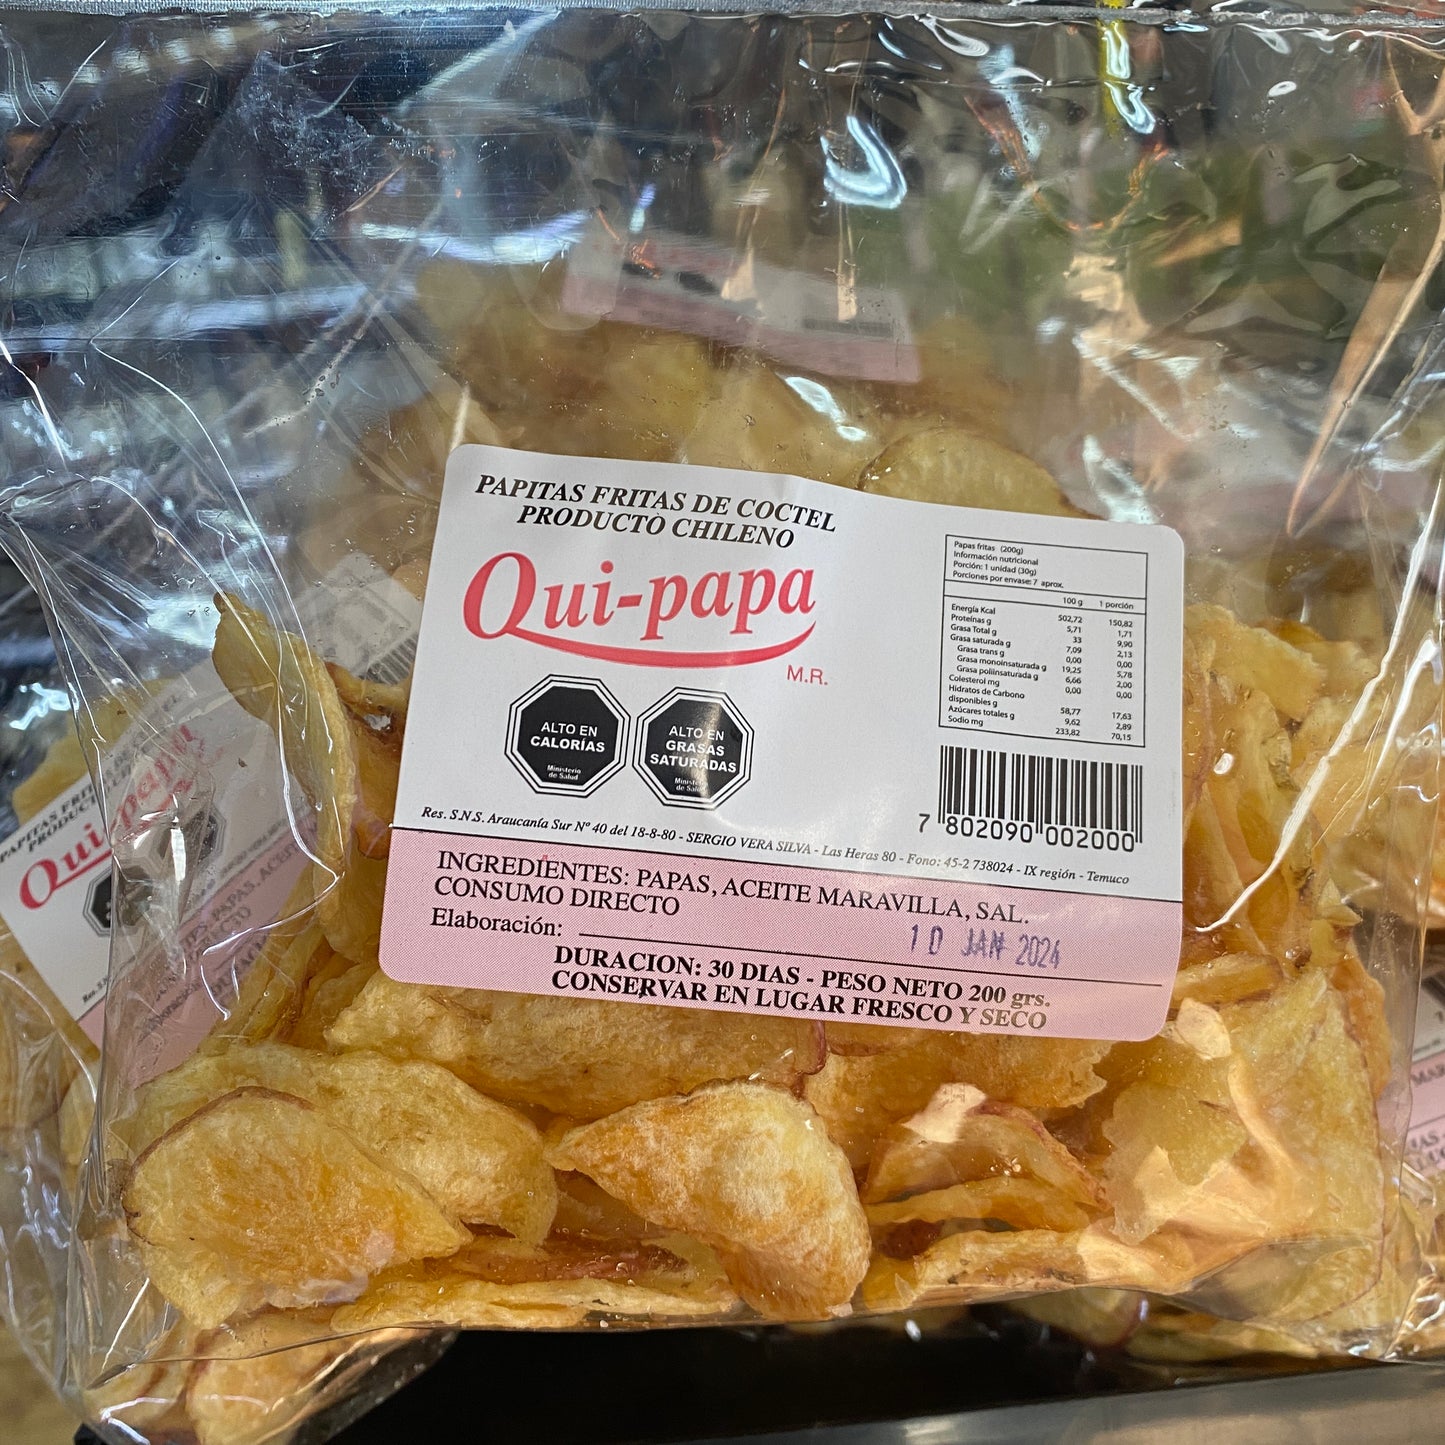 PAPITAS FRITAS DE COCTEL
PRODUCTO CHILENO
Qui-papa
M.R.
ALTO EN
CALORÍAS
Ministerio
de Salud
ALTO EN
GRASAS
SATURADAS
Ministerio
de Salud
Papas fritas (200g)
Información nutricional
Porción: 1 unidad (30g)
Porciones por envase: 7 aprox.
100 g 1 porción
Energía Kcal 502,72 150,82
Proteínas g 5,71 1,71
Grasa Total g 33 9,90
Grasa saturada g 7,09 2,13
Grasa trans g 0,00 0,00
Grasa monoinsaturada g 19,25 5,78
Grasa poliinsaturada g 6,66 2,00
Colesterol mg 0,00 0,00
Hidratos de Carbono
disponibles g 58,77 17,63
Azúcares totales g 9,62 2,89
Sodio mg 233,82 70,15
7 802090 002000
Res. S.N.S. Araucanía Sur Nº 40 del 18-8-80 - SERGIO VERA SILVA - Las Heras 80 - Fono: 45-2 738024 - IX región - Temuco
INGREDIENTES: PAPAS, ACEITE MARAVILLA, SAL.
CONSUMO DIRECTO
Elaboración: 10 JAN 2024
DURACION: 30 DIAS - PESO NETO 200 grs.
CONSERVAR EN LUGAR FRESCO Y SECO
Qui-papa